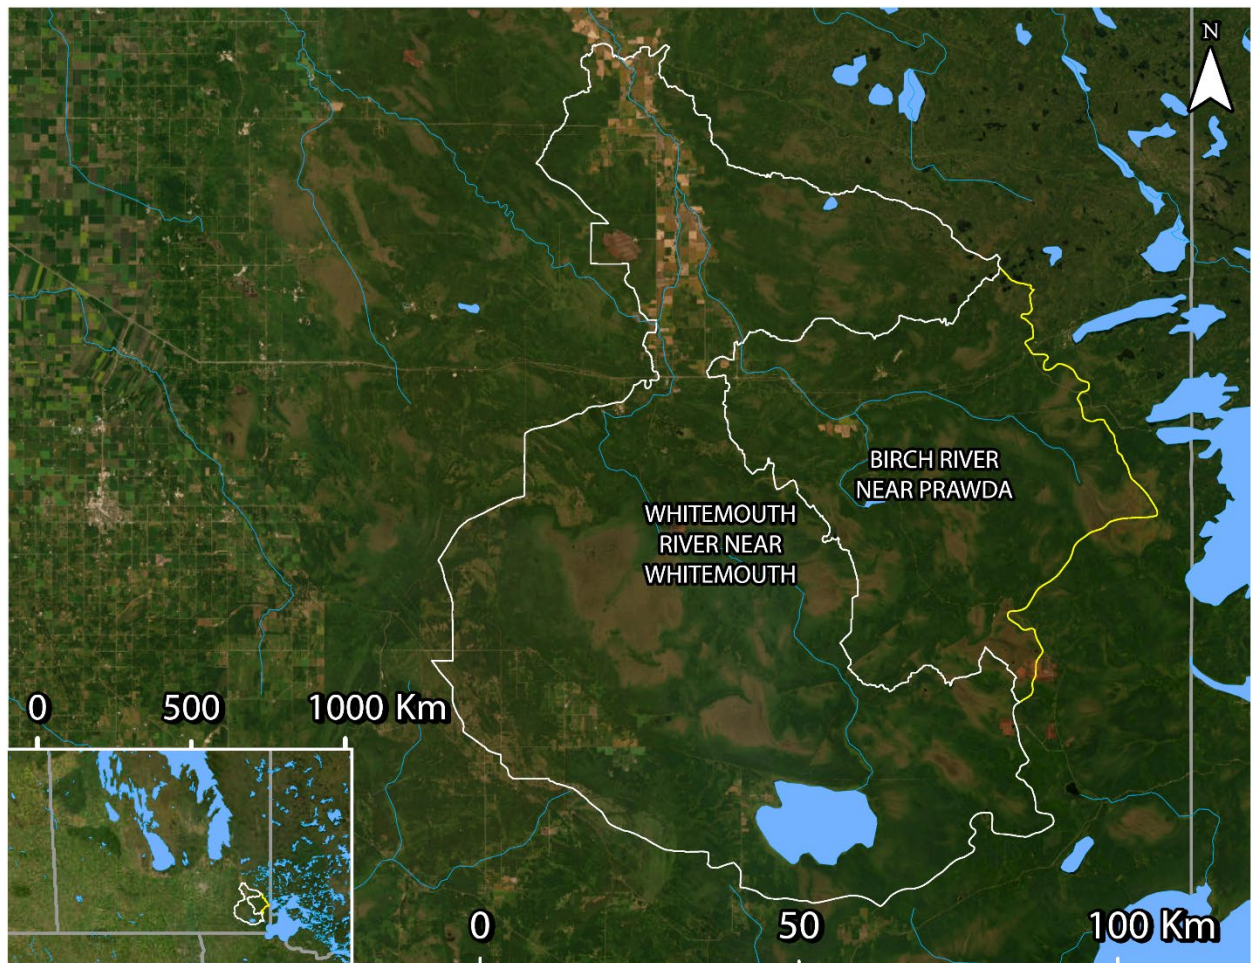 N
BIRCH RIVER
NEAR PRAWDA
WHITEMOUTH
RIVER NEAR
WHITEMOUTH
0 500 1000 Km
0 50 100 Km